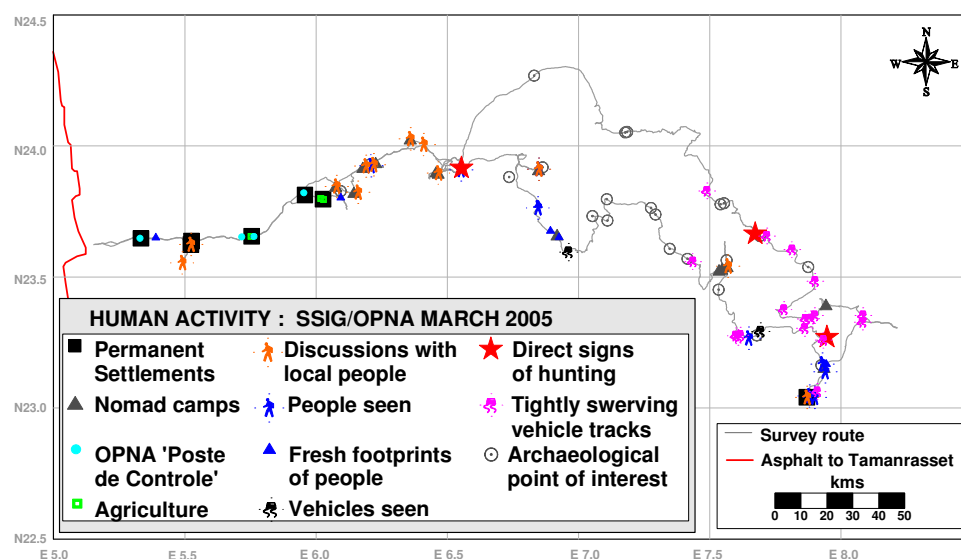 N24.5
N
W
E
S
N24.0
N23.5
N23.0
N22.5
HUMAN ACTIVITY : SSIG/OPNA MARCH 2005
Permanent
Settlements
Discussions with
local people
Direct signs
of hunting
Nomad camps
People seen
Tightly swerving
vehicle tracks
OPNA 'Poste
de Controle'
Fresh footprints
of people
Archaeological
point of interest
Agriculture
Vehicles seen
Survey route
Asphalt to Tamanrasset
kms
0 10 20 30 40 50
E 5.0 E 5.5 E 6.0 E 6.5 E 7.0 E 7.5 E 8.0